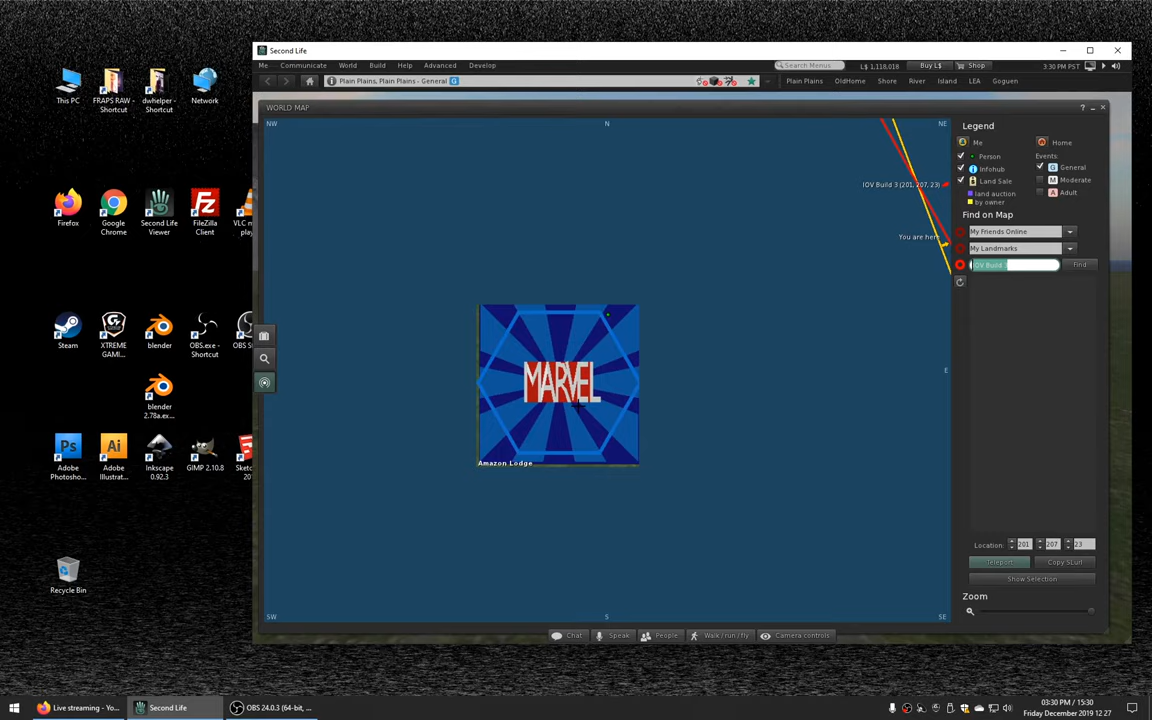 This PC
FRAPS RAW -
Shortcut
dwhelper -
Shortcut
Network
Firefox
Google
Chrome
Second Life
Viewer
FileZilla
Client
Steam
XTREME
GAMI...
blender
OBS.exe -
Shortcut
blender
2.78a.ex...
Adobe
Photosho...
Adobe
Illustrat...
Inkscape
0.92.3
GIMP 2.10.8
Recycle Bin
Second Life
Me Communicate World Build Help Advanced Develop
Search Menus
L$ 1,118,018 Buy L$ Shop 3:30 PM PST
Plain Plains, Plain Plains - General G
Plain Plains OldHome Shore River Island LEA Goguen
WORLD MAP
NW N NE
IOV Build 3 (201, 207, 23)
You are here
MARVEL
Amazon Lodge
E
SW S SE
Legend
Me Home
Person Events:
Infohub G General
Land Sale M Moderate
land auction A Adult
by owner
Find on Map
My Friends Online
My Landmarks
IOV Build 3 Find
Location: 201 207 23
Teleport Copy SLurl
Show Selection
Zoom
Chat Speak People Walk / run / fly Camera controls
Live streaming - Yo... Second Life OBS 24.0.3 (64-bit, ...
03:30 PM / 15:30
Friday December 2019 12 27